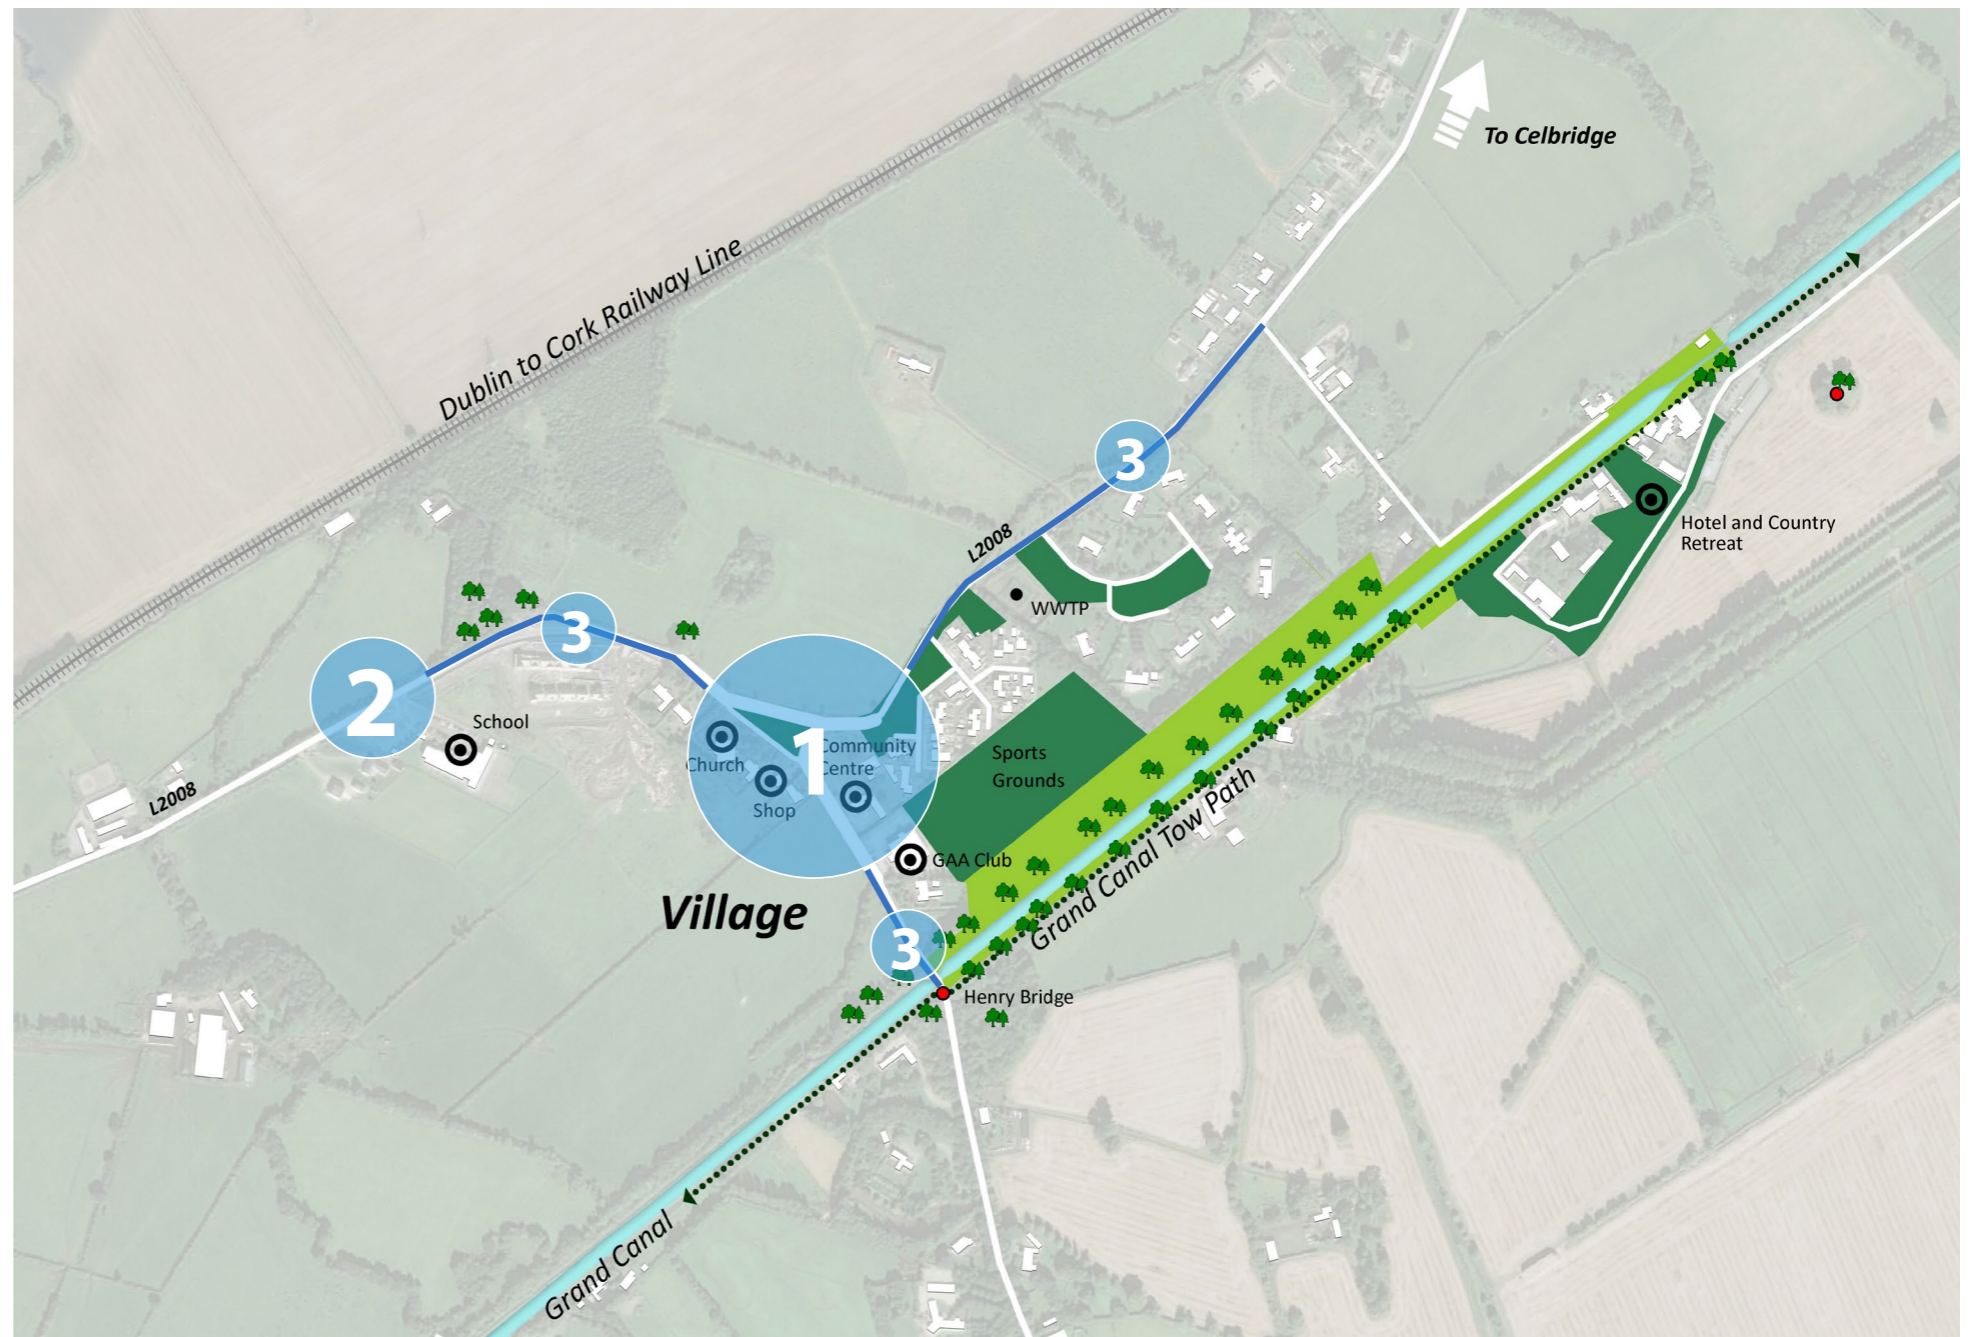 To Celbridge
Dublin to Cork Railway Line
3
L2008
Hotel and Country
Retreat
WWTP
3
2
School
1
Church
Community
Centre
Shop
Sports
Grounds
L2008
GAA Club
Village
Grand Canal Tow Path
3
Henry Bridge
Grand Canal